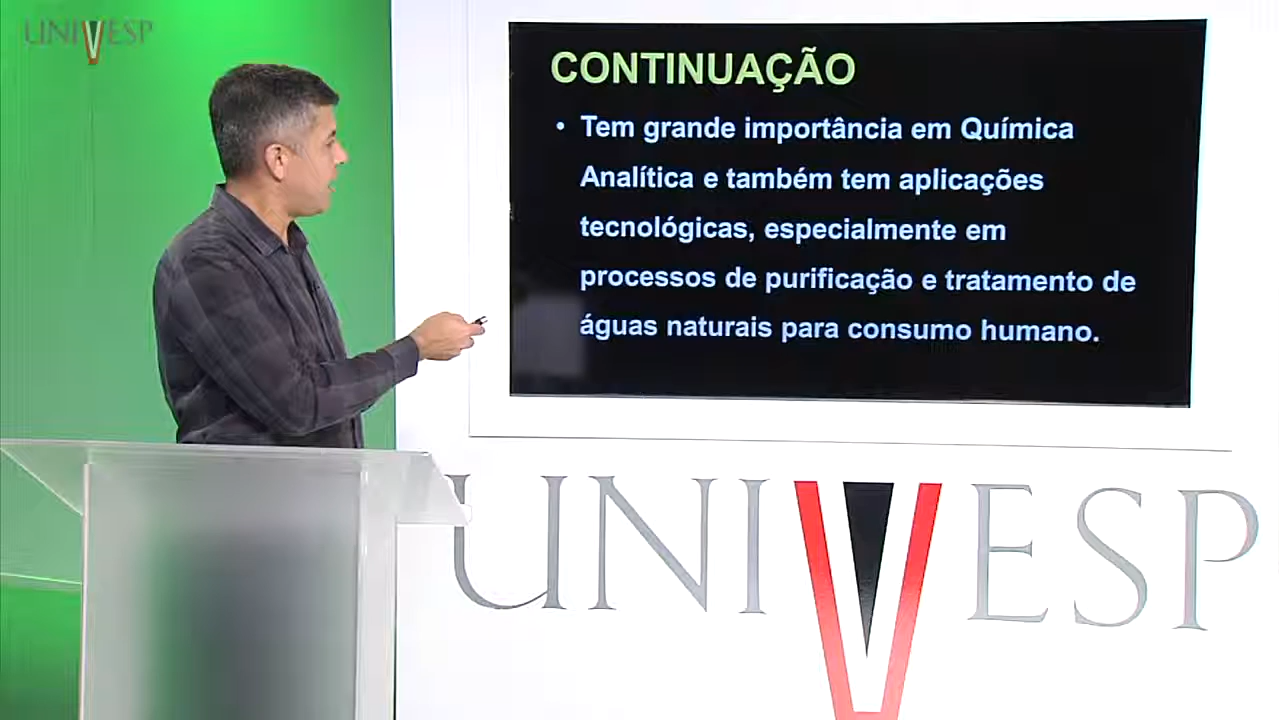 UNIVESP
CONTINUAÇÃO
• Tem grande importância em Química
Analítica e também tem aplicações
tecnológicas, especialmente em
processos de purificação e tratamento de
águas naturais para consumo humano.
UNIVESP